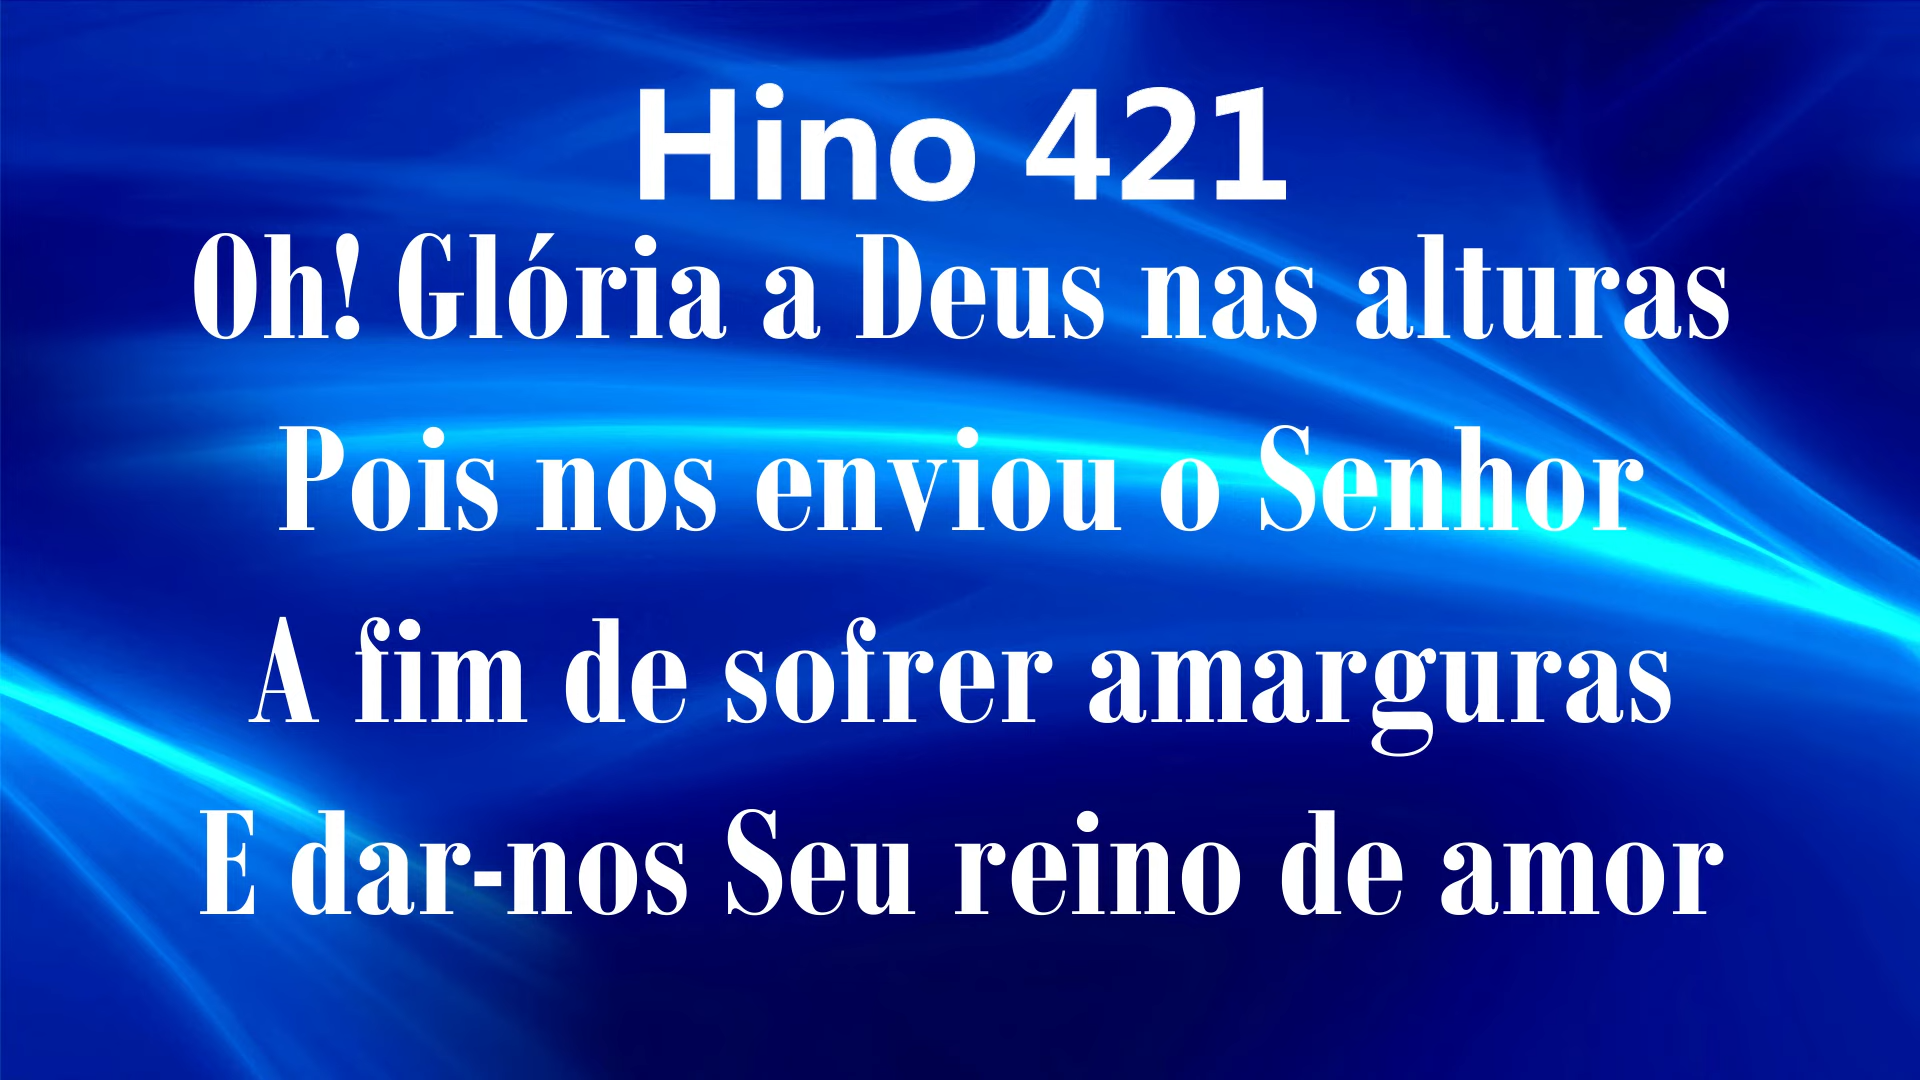 Hino 421
Oh! Glória a Deus nas alturas
Pois nos enviou o Senhor
A fim de sofrer amarguras
E dar-nos Seu reino de amor